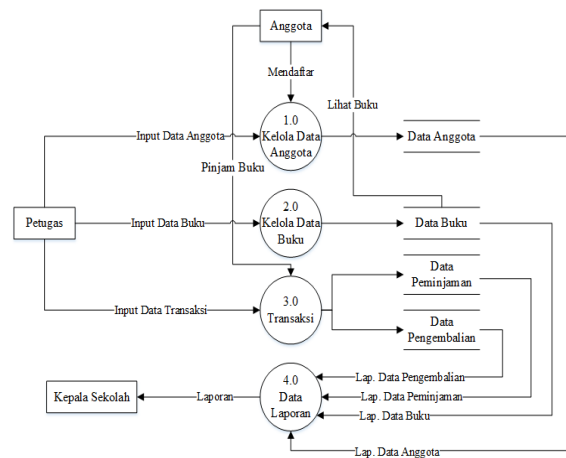 Anggota
Mendaftar
Lihat Buku
1.0
Kelola Data
Anggota
Input Data Anggota
Data Anggota
Pinjam Buku
2.0
Kelola Data
Buku
Petugas
Input Data Buku
Data Buku
Data
Peminjaman
3.0
Transaksi
Input Data Transaksi
Data
Pengembalian
4.0
Data
Laporan
Lap. Data Pengembalian
Kepala Sekolah
Laporan
Lap. Data Peminjaman
Lap. Data Buku
Lap. Data Anggota